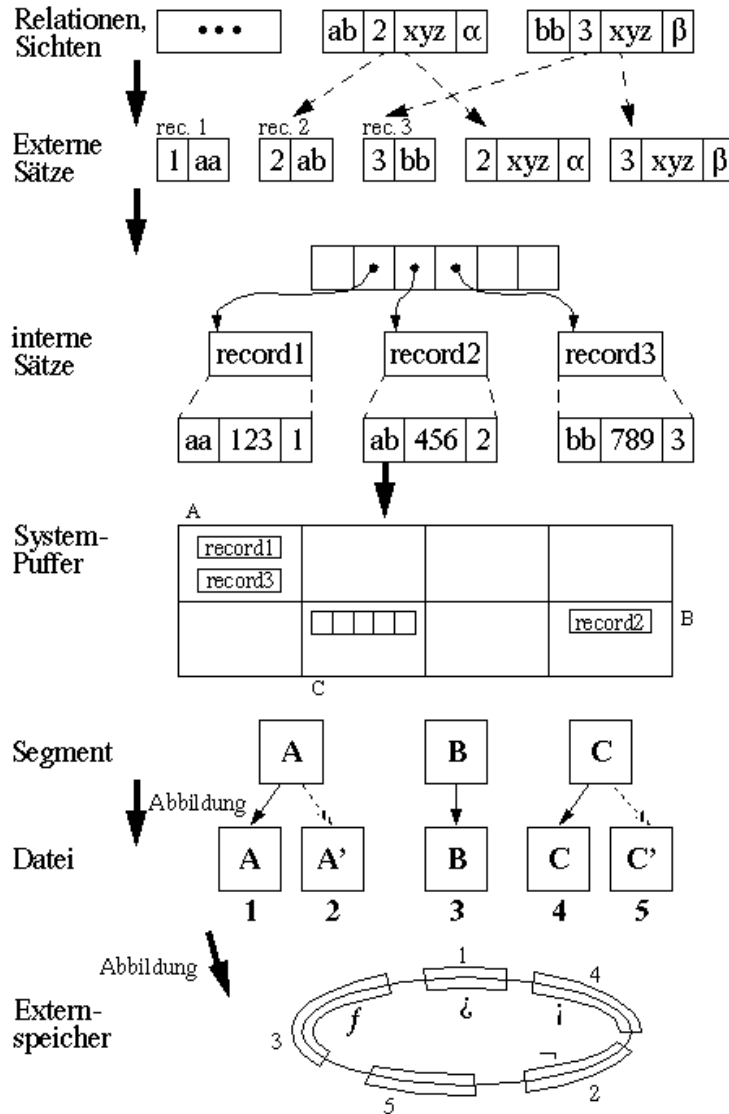 Relationen,
Sichten
• • •
ab 2 xyz α
bb 3 xyz β
Externe
Sätze
rec. 1
1 aa
rec. 2
2 ab
rec. 3
3 bb
2 xyz α
3 xyz β
interne
Sätze
record1
record2
record3
aa 123 1
ab 456 2
bb 789 3
System-
Puffer
A
record1
record3
record2
B
C
Segment
A
B
C
Abbildung
Datei
A
A’
B
C
C’
1
2
3
4
5
Abbildung
Extern-
speicher
1
4
f
¿
¡
3
¬
5
2